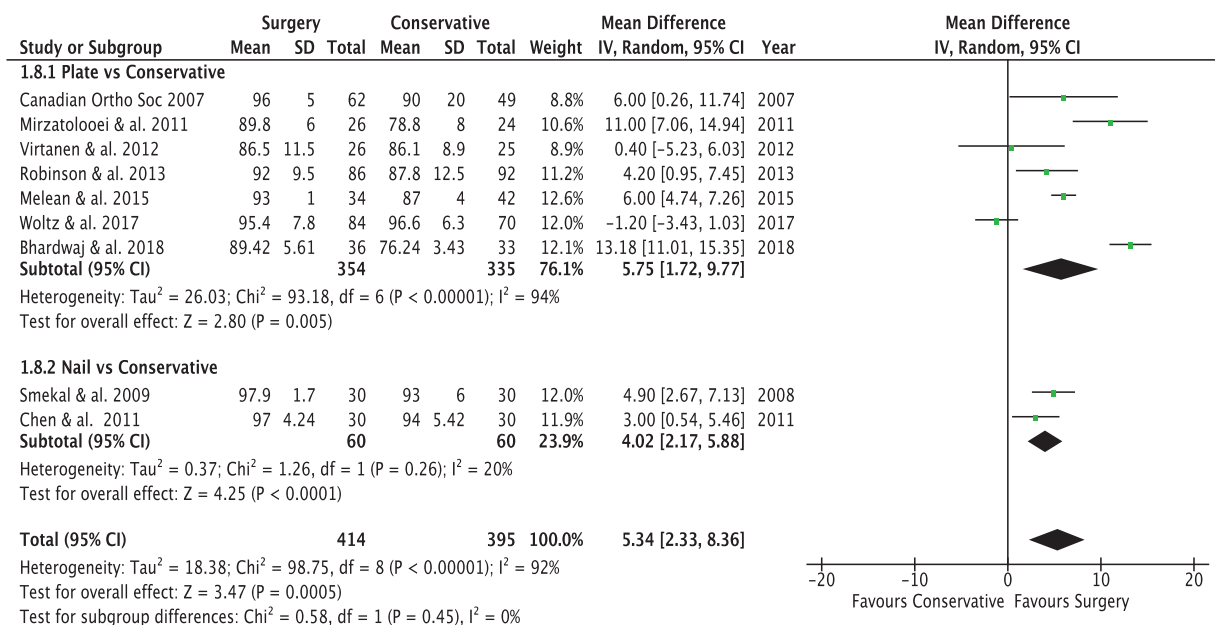 Surgery Conservative Mean Difference Mean Difference
Study or Subgroup Mean SD Total Mean SD Total Weight IV, Random, 95% CI Year IV, Random, 95% CI
1.8.1 Plate vs Conservative
Canadian Ortho Soc 2007 96 5 62 90 20 49 8.8% 6.00 [0.26, 11.74] 2007
Mirzatolooei & al. 2011 89.8 6 26 78.8 8 24 10.6% 11.00 [7.06, 14.94] 2011
Virtanen & al. 2012 86.5 11.5 26 86.1 8.9 25 8.9% 0.40 [−5.23, 6.03] 2012
Robinson & al. 2013 92 9.5 86 87.8 12.5 92 11.2% 4.20 [0.95, 7.45] 2013
Melean & al. 2015 93 1 34 87 4 42 12.6% 6.00 [4.74, 7.26] 2015
Woltz & al. 2017 95.4 7.8 84 96.6 6.3 70 12.0% −1.20 [−3.43, 1.03] 2017
Bhardwaj & al. 2018 89.42 5.61 36 76.24 3.43 33 12.1% 13.18 [11.01, 15.35] 2018
Subtotal (95% CI) 354 335 76.1% 5.75 [1.72, 9.77]
Heterogeneity: Tau² = 26.03; Chi² = 93.18, df = 6 (P < 0.00001); I² = 94%
Test for overall effect: Z = 2.80 (P = 0.005)
1.8.2 Nail vs Conservative
Smekal & al. 2009 97.9 1.7 30 93 6 30 12.0% 4.90 [2.67, 7.13] 2008
Chen & al. 2011 97 4.24 30 94 5.42 30 11.9% 3.00 [0.54, 5.46] 2011
Subtotal (95% CI) 60 60 23.9% 4.02 [2.17, 5.88]
Heterogeneity: Tau² = 0.37; Chi² = 1.26, df = 1 (P = 0.26); I² = 20%
Test for overall effect: Z = 4.25 (P < 0.0001)
Total (95% CI) 414 395 100.0% 5.34 [2.33, 8.36]
Heterogeneity: Tau² = 18.38; Chi² = 98.75, df = 8 (P < 0.00001); I² = 92%
Test for overall effect: Z = 3.47 (P = 0.0005)
Test for subgroup differences: Chi² = 0.58, df = 1 (P = 0.45), I² = 0%
−20 −10 0 10 20
Favours Conservative Favours Surgery